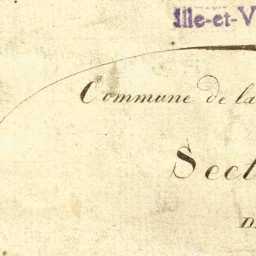 Ille-et-V
Commune de la
Sect
D